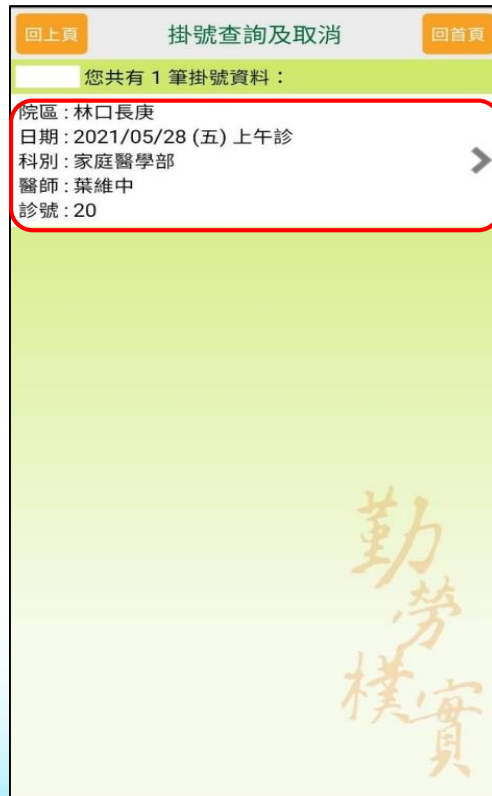 回上頁
掛號查詢及取消
回首頁
您共有 1 筆掛號資料：
院區 : 林口長庚
日期 : 2021/05/28 (五) 上午診
科別 : 家庭醫學部
醫師 : 葉維中
診號 : 20
勤勞
樸實